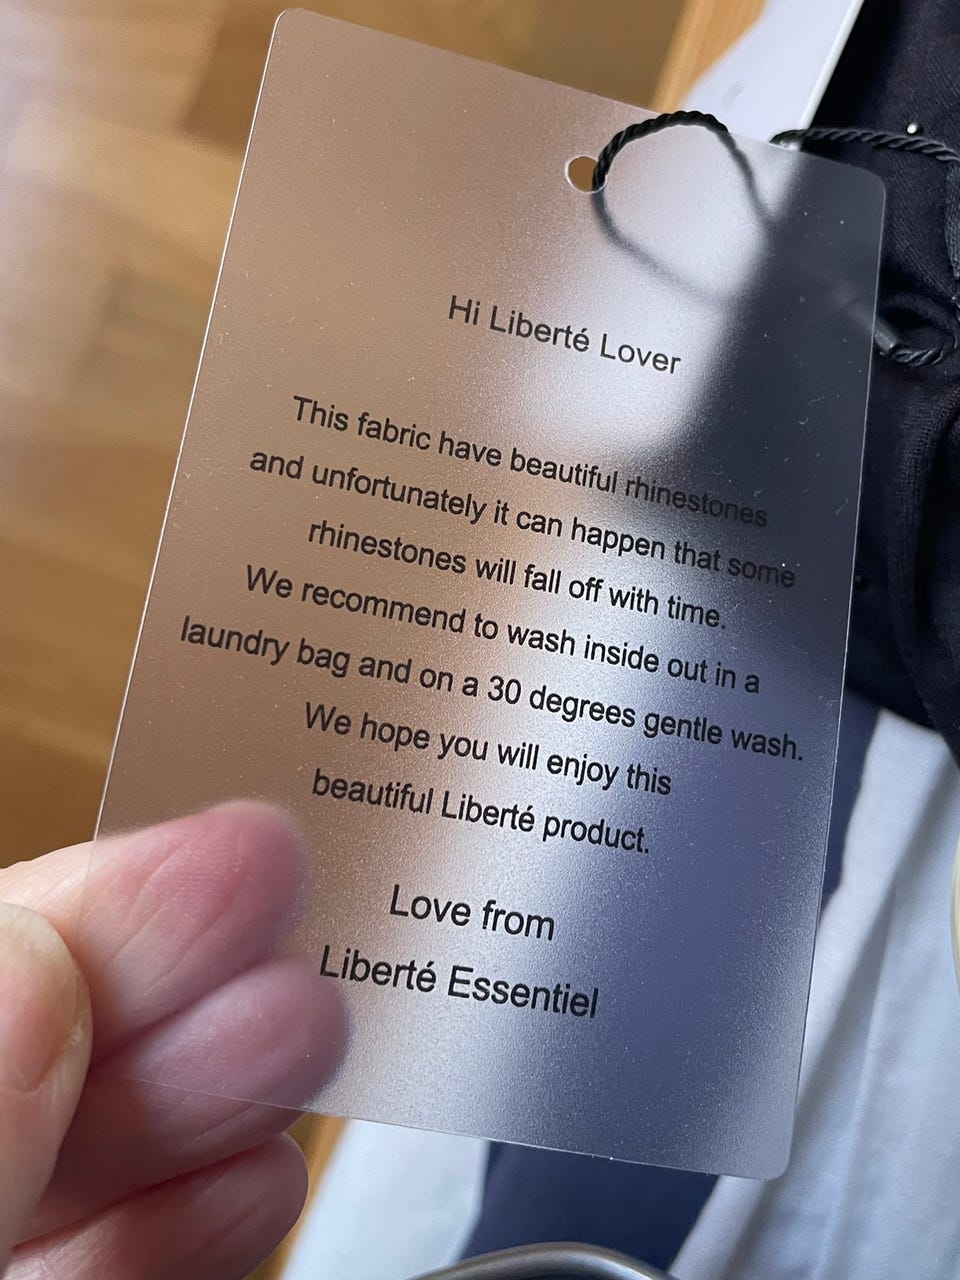 Hi Liberté Lover
This fabric have beautiful rhinestones
and unfortunately it can happen that some
rhinestones will fall off with time.
We recommend to wash inside out in a
laundry bag and on a 30 degrees gentle wash.
We hope you will enjoy this
beautiful Liberté product.
Love from
Liberté Essentiel